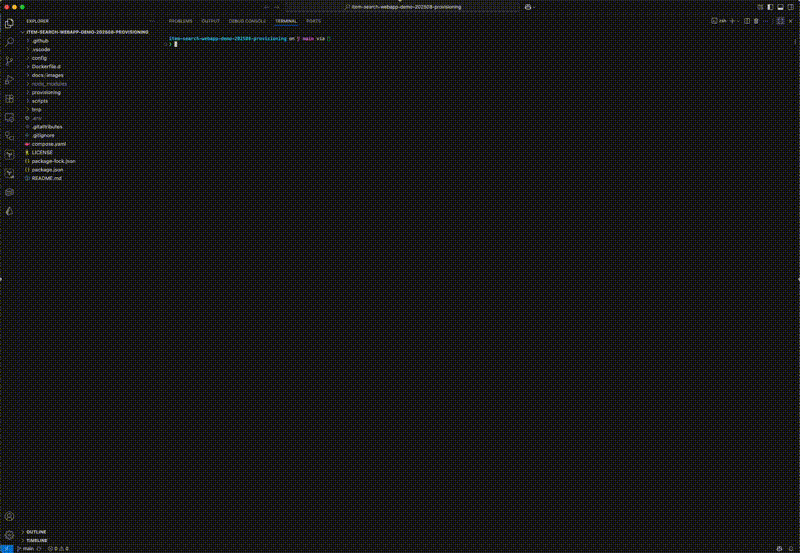 item-search-webapp-demo-202508-provisioning
EXPLORER
ITEM-SEARCH-WEBAPP-DEMO-202508-PROVISIONING
.github
.vscode
config
Dockerfile.d
docs/images
node_modules
provisioning
scripts
tmp
.env
.gitattributes
.gitignore
compose.yaml
LICENSE
package-lock.json
package.json
README.md
OUTLINE
TIMELINE
PROBLEMS OUTPUT DEBUG CONSOLE TERMINAL PORTS
zsh
item-search-webapp-demo-202508-provisioning on main via
main 0 0